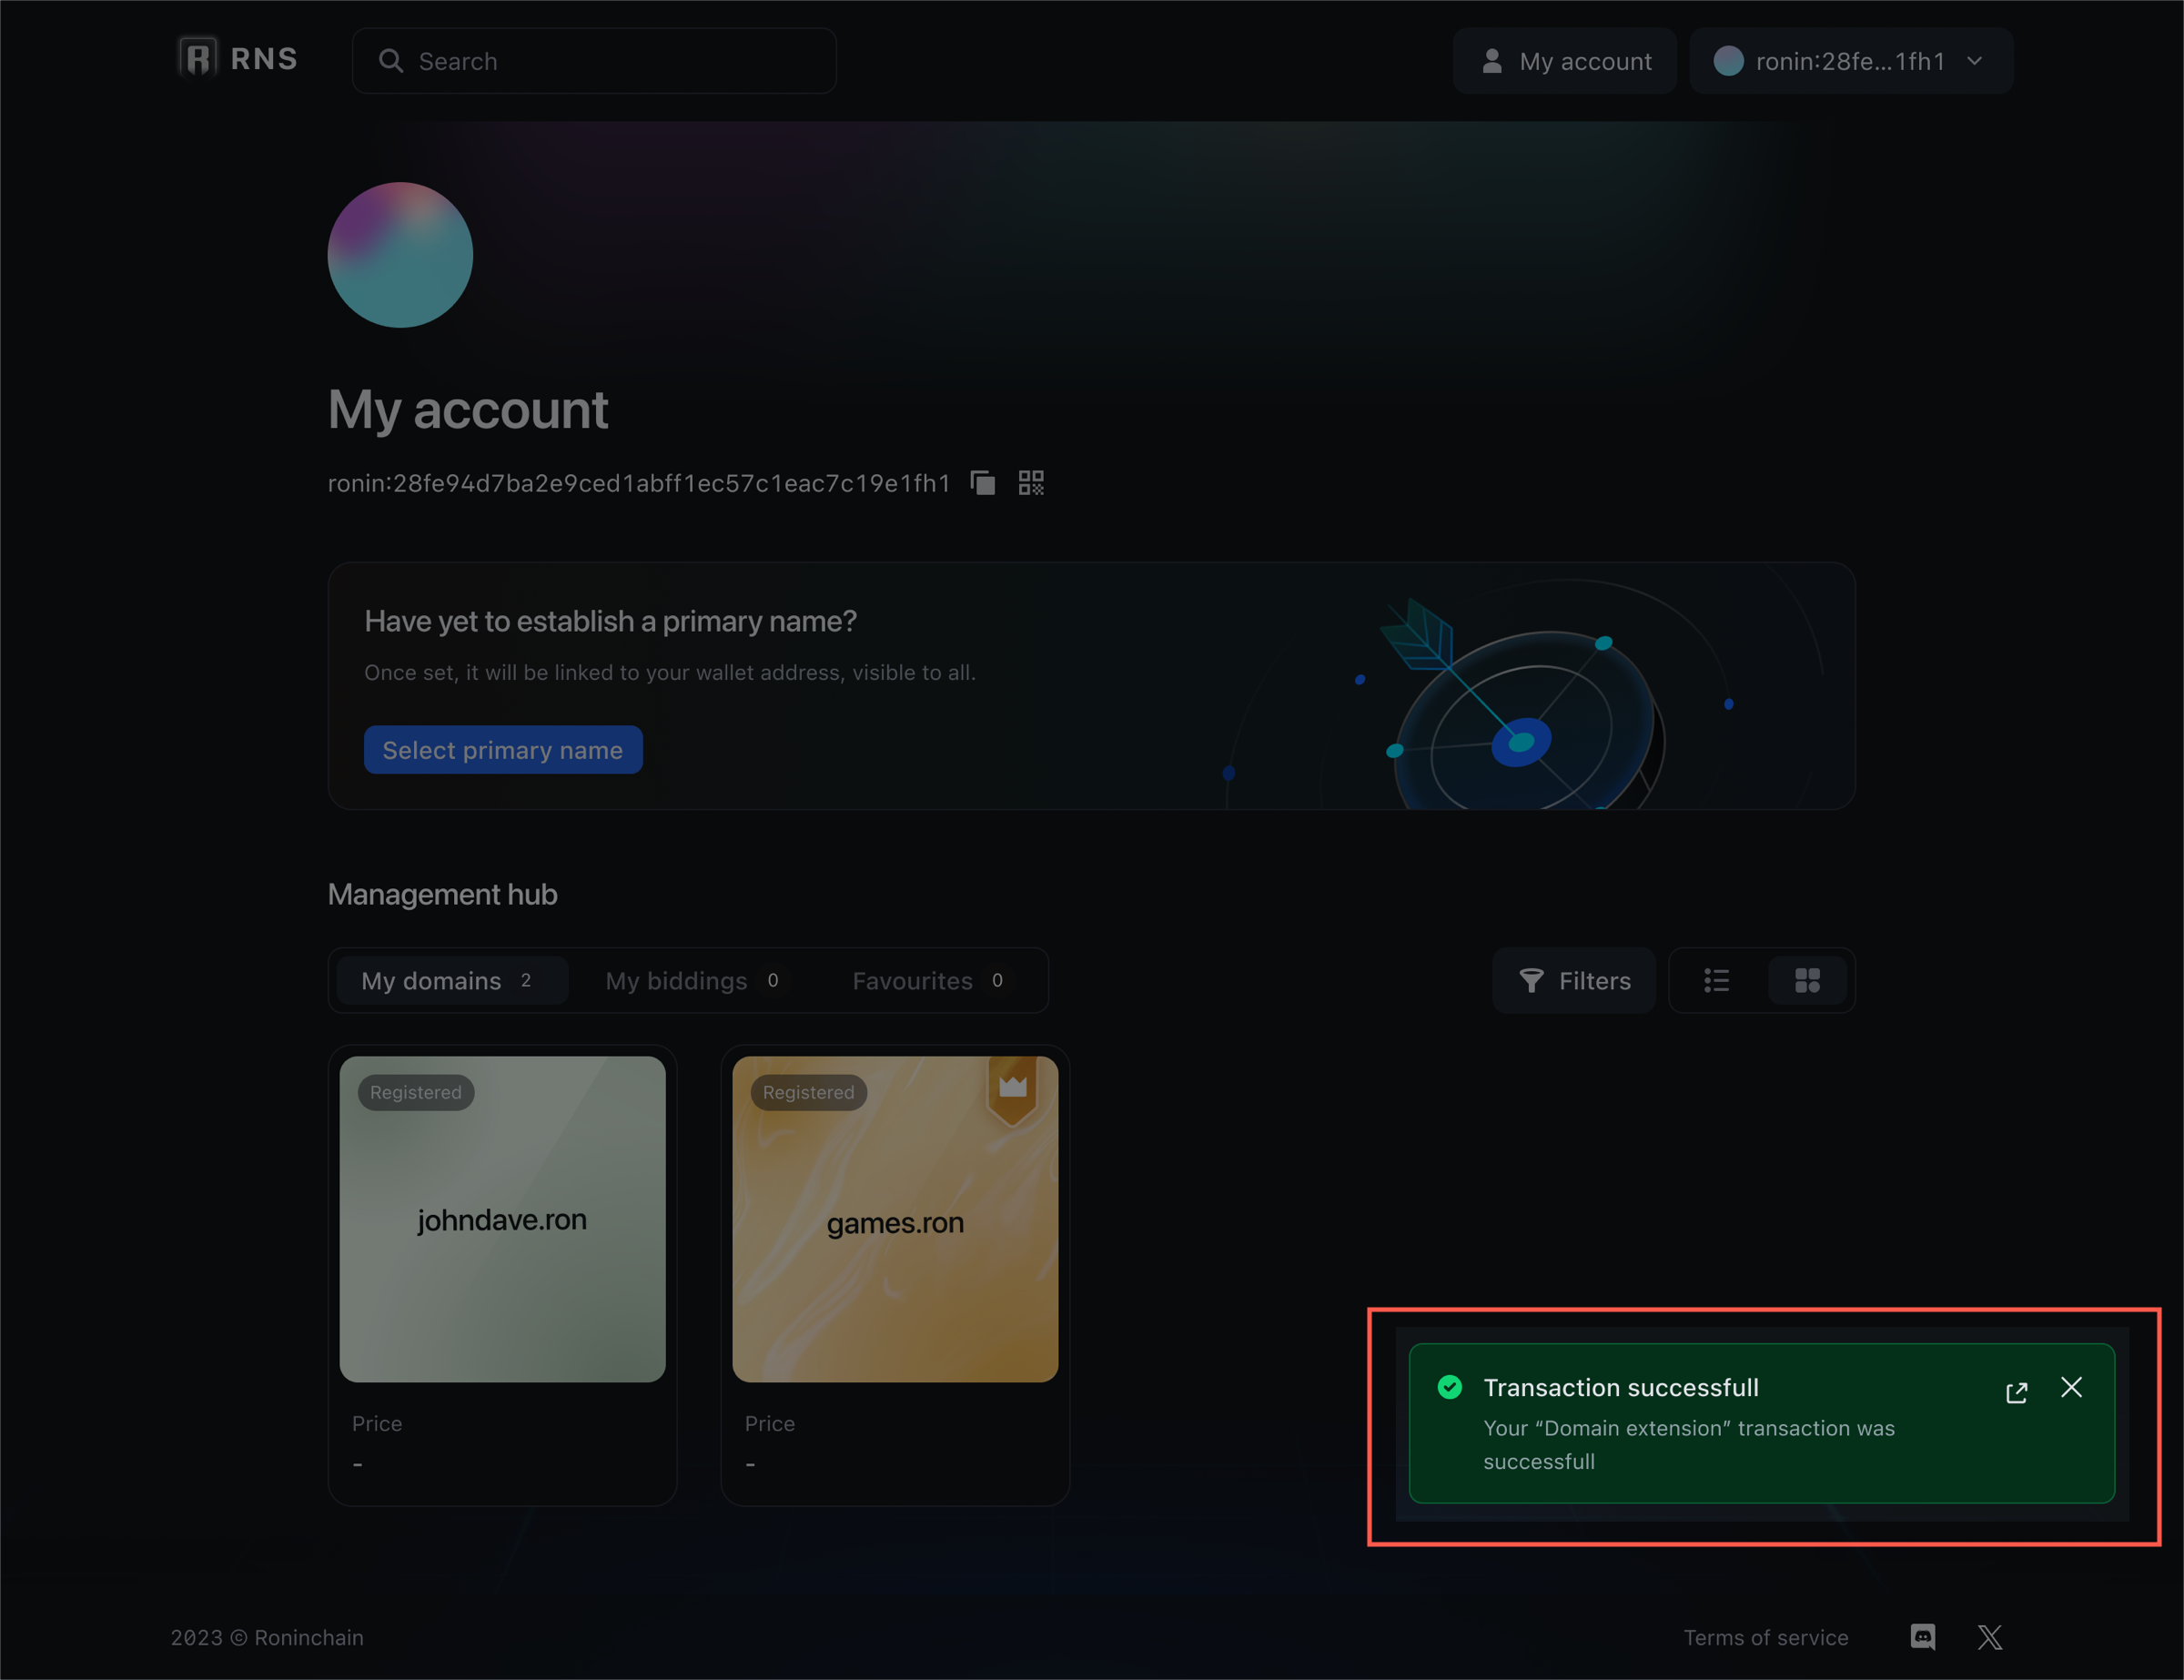 RNS
Search
My account
ronin:28fe...1fh1
My account
ronin:28fe94d7ba2e9ced1abff1ec57c1eac7c19e1fh1
Have yet to establish a primary name?
Once set, it will be linked to your wallet address, visible to all.
Select primary name
Management hub
My domains 2
My biddings 0
Favourites 0
Filters
Registered
johndave.ron
Price
-
Registered
games.ron
Price
-
Transaction successfull
Your “Domain extension” transaction was
successfull
2023 © Roninchain
Terms of service